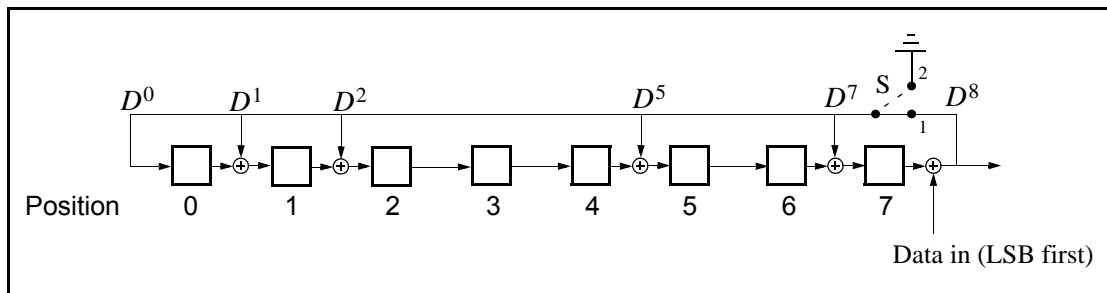 2
S
D⁰ D¹ D² D⁵ D⁷ D⁸
1
Position 0 1 2 3 4 5 6 7
Data in (LSB first)